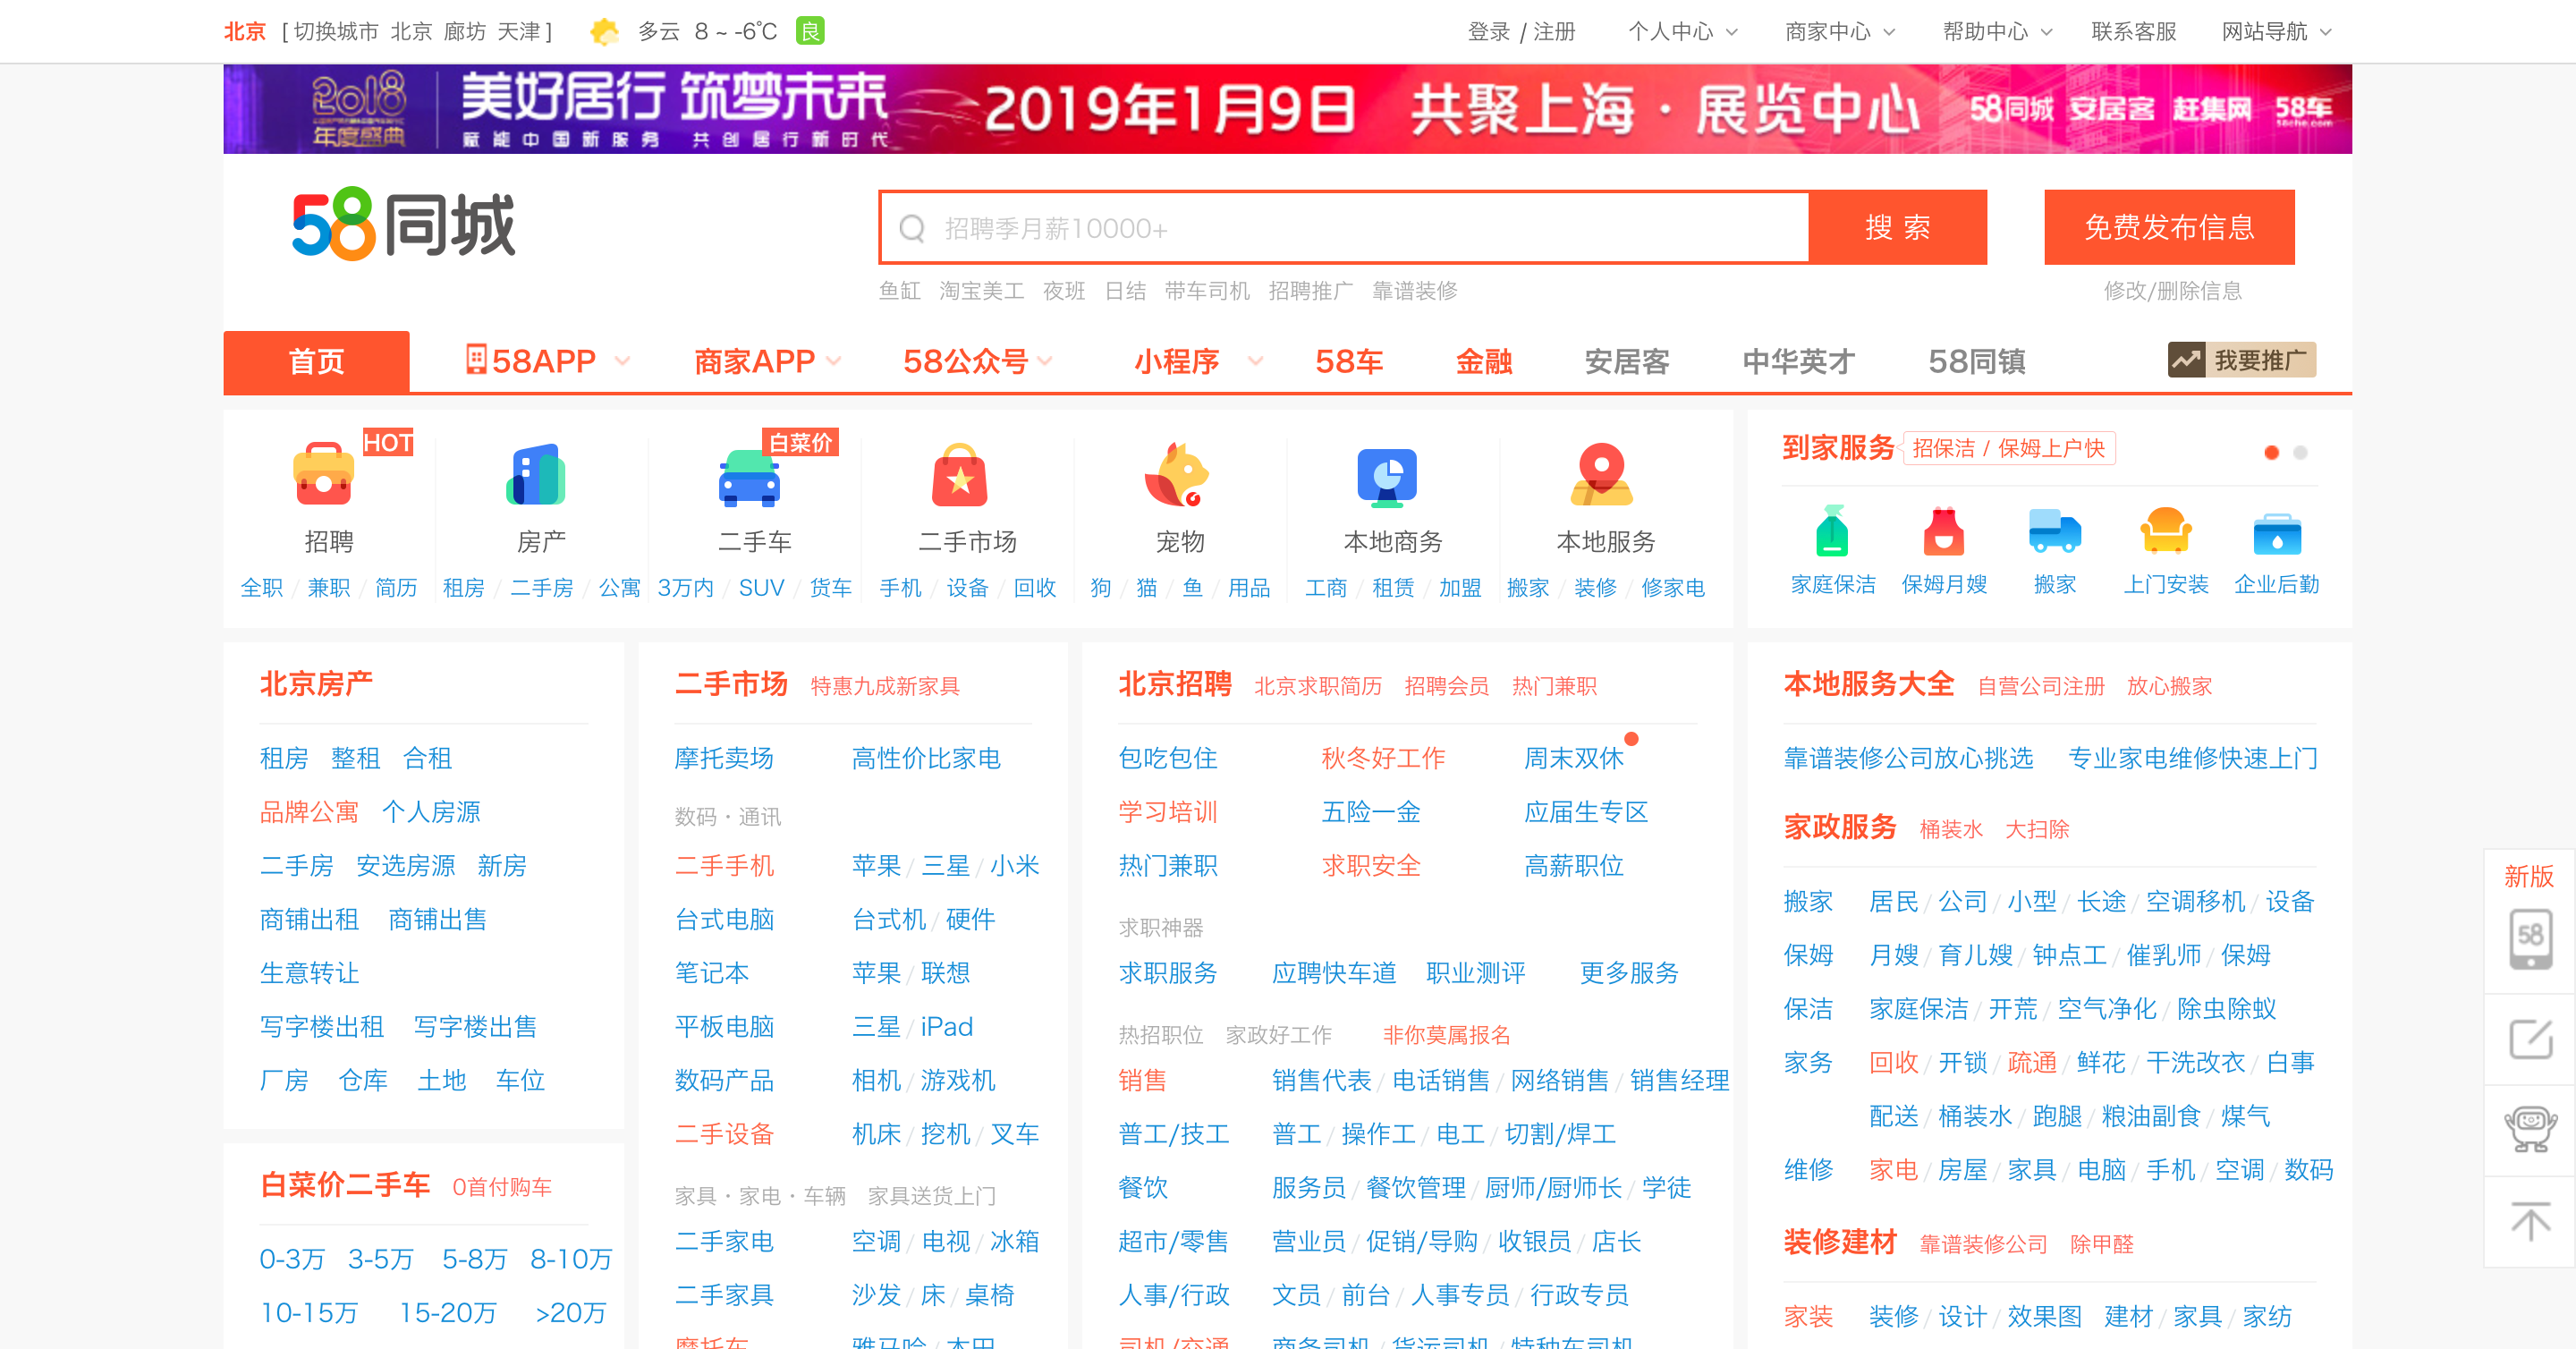 北京 [ 切换城市 北京 廊坊 天津 ] 多云 8 ~ -6℃ 良 登录 / 注册 个人中心 商家中心 帮助中心 联系客服 网站导航
2018 年度盛典 美好居行 筑梦未来 赋能中国新服务 共创居行新时代 2019年1月9日 共聚上海·展览中心 58同城 安居客 赶集网 58车 58che.com
58同城 招聘季月薪10000+ 搜 索 免费发布信息
鱼缸 淘宝美工 夜班 日结 带车司机 招聘推广 靠谱装修 修改/删除信息
首页 58APP 商家APP 58公众号 小程序 58车 金融 安居客 中华英才 58同镇 我要推广
HOT 白菜价
招聘 房产 二手车 二手市场 宠物 本地商务 本地服务
全职 / 兼职 / 简历 租房 / 二手房 / 公寓 3万内 / SUV / 货车 手机 / 设备 / 回收 狗 / 猫 / 鱼 / 用品 工商 / 租赁 / 加盟 搬家 / 装修 / 修家电
到家服务 招保洁 / 保姆上户快
家庭保洁 保姆月嫂 搬家 上门安装 企业后勤
北京房产
租房 整租 合租
品牌公寓 个人房源
二手房 安选房源 新房
商铺出租 商铺出售
生意转让
写字楼出租 写字楼出售
厂房 仓库 土地 车位
白菜价二手车 0首付购车
0-3万 3-5万 5-8万 8-10万
10-15万 15-20万 >20万
二手市场 特惠九成新家具
摩托卖场 高性价比家电
数码·通讯
二手手机 苹果 / 三星 / 小米
台式电脑 台式机 / 硬件
笔记本 苹果 / 联想
平板电脑 三星 / iPad
数码产品 相机 / 游戏机
二手设备 机床 / 挖机 / 叉车
家具·家电·车辆 家具送货上门
二手家电 空调 / 电视 / 冰箱
二手家具 沙发 / 床 / 桌椅
摩托车 雅马哈 / 本田
北京招聘 北京求职简历 招聘会员 热门兼职
包吃包住 秋冬好工作 周末双休
学习培训 五险一金 应届生专区
热门兼职 求职安全 高薪职位
求职神器
求职服务 应聘快车道 职业测评 更多服务
热招职位 家政好工作 非你莫属报名
销售 销售代表 / 电话销售 / 网络销售 / 销售经理
普工/技工 普工 / 操作工 / 电工 / 切割/焊工
餐饮 服务员 / 餐饮管理 / 厨师/厨师长 / 学徒
超市/零售 营业员 / 促销/导购 / 收银员 / 店长
人事/行政 文员 / 前台 / 人事专员 / 行政专员
司机/交通 商务司机 / 货运司机 / 特种车司机
本地服务大全 自营公司注册 放心搬家
靠谱装修公司放心挑选 专业家电维修快速上门
家政服务 桶装水 大扫除
搬家 居民 / 公司 / 小型 / 长途 / 空调移机 / 设备
保姆 月嫂 / 育儿嫂 / 钟点工 / 催乳师 / 保姆
保洁 家庭保洁 / 开荒 / 空气净化 / 除虫除蚁
家务 回收 / 开锁 / 疏通 / 鲜花 / 干洗改衣 / 白事
配送 / 桶装水 / 跑腿 / 粮油副食 / 煤气
维修 家电 / 房屋 / 家具 / 电脑 / 手机 / 空调 / 数码
装修建材 靠谱装修公司 除甲醛
家装 装修 / 设计 / 效果图 建材 / 家具 / 家纺
新版
58